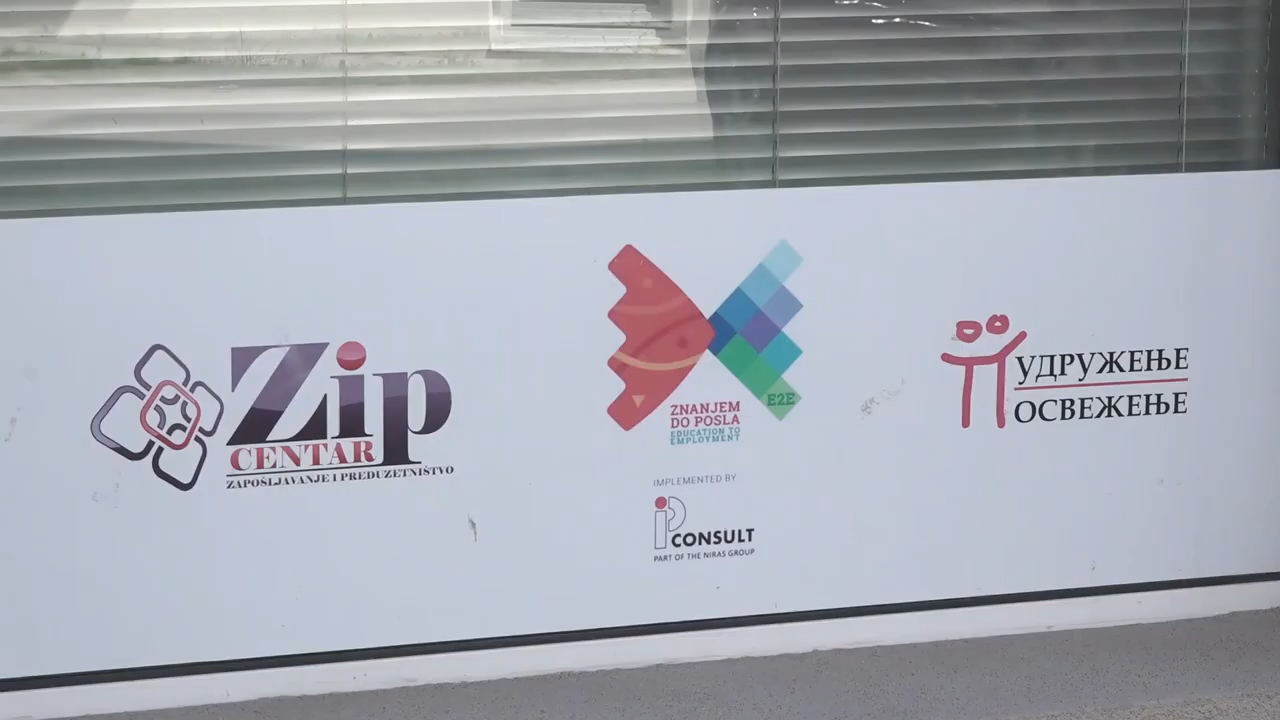 Zip
CENTAR
ZAPOŠLJAVANJE I PREDUZETNIŠTVO
ZNANJEM
DO POSLA
EDUCATION TO
EMPLOYMENT
E2E
IMPLEMENTED BY
IP CONSULT
PART OF THE NIRAS GROUP
УДРУЖЕЊЕ
ОСВЕЖЕЊЕ